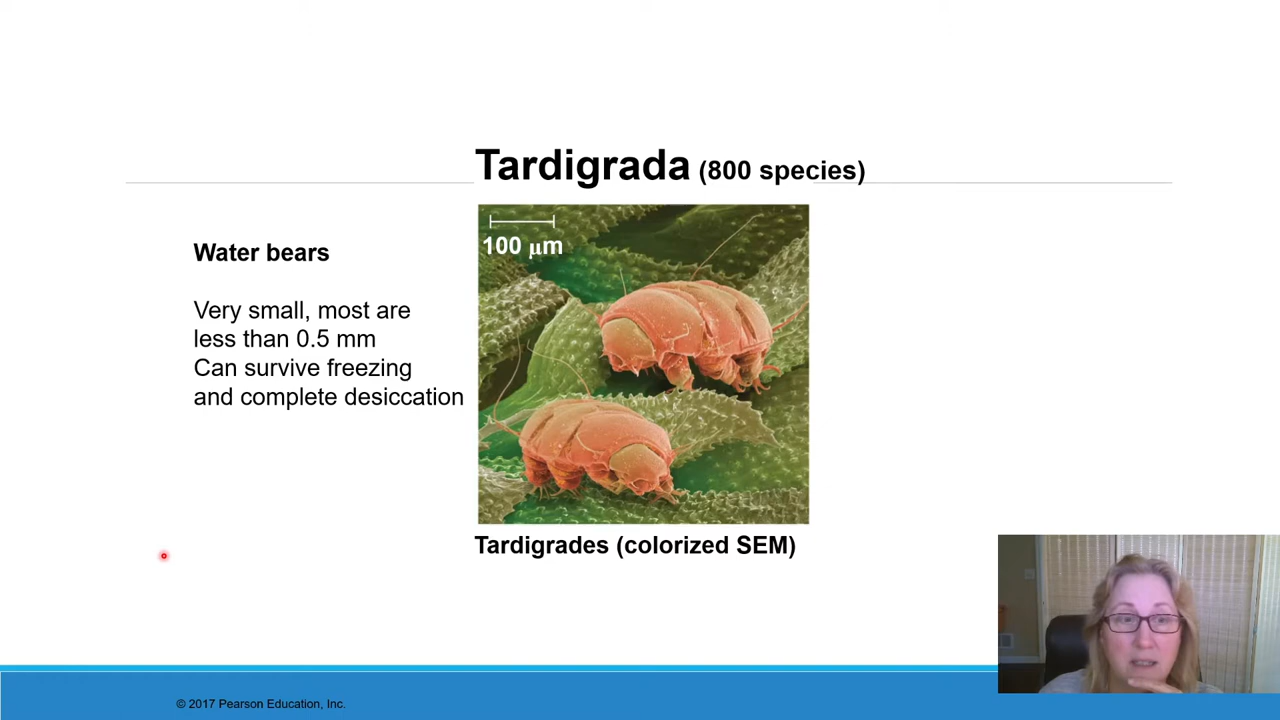 Tardigrada (800 species)
Water bears
Very small, most are
less than 0.5 mm
Can survive freezing
and complete desiccation
100 μm
Tardigrades (colorized SEM)
© 2017 Pearson Education, Inc.